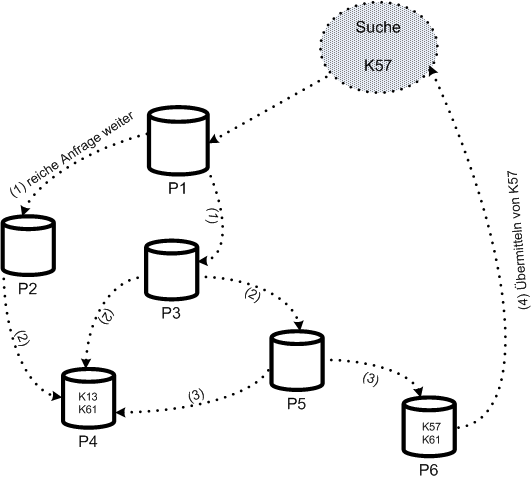 Suche
K57
(1) reiche Anfrage weiter
P1
(1)
P2
P3
(2)
(2)
(2)
P5
(3)
(3)
K13
K61
P4
K57
K61
P6
(4) Übermitteln von K57